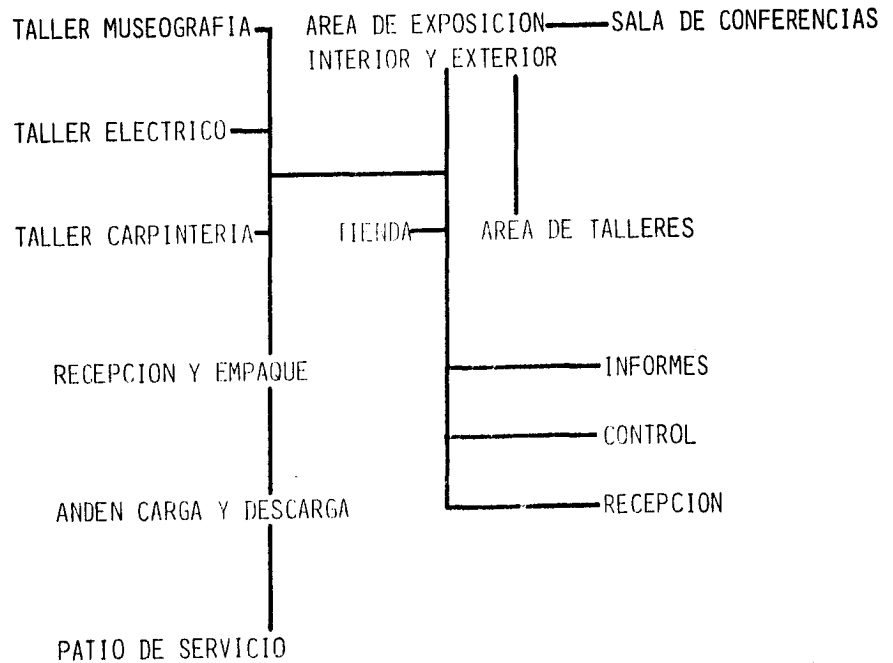 TALLER MUSEOGRAFIA
AREA DE EXPOSICION
INTERIOR Y EXTERIOR
SALA DE CONFERENCIAS
TALLER ELECTRICO
TALLER CARPINTERIA
TIENDA
AREA DE TALLERES
RECEPCION Y EMPAQUE
INFORMES
CONTROL
ANDEN CARGA Y DESCARGA
RECEPCION
PATIO DE SERVICIO